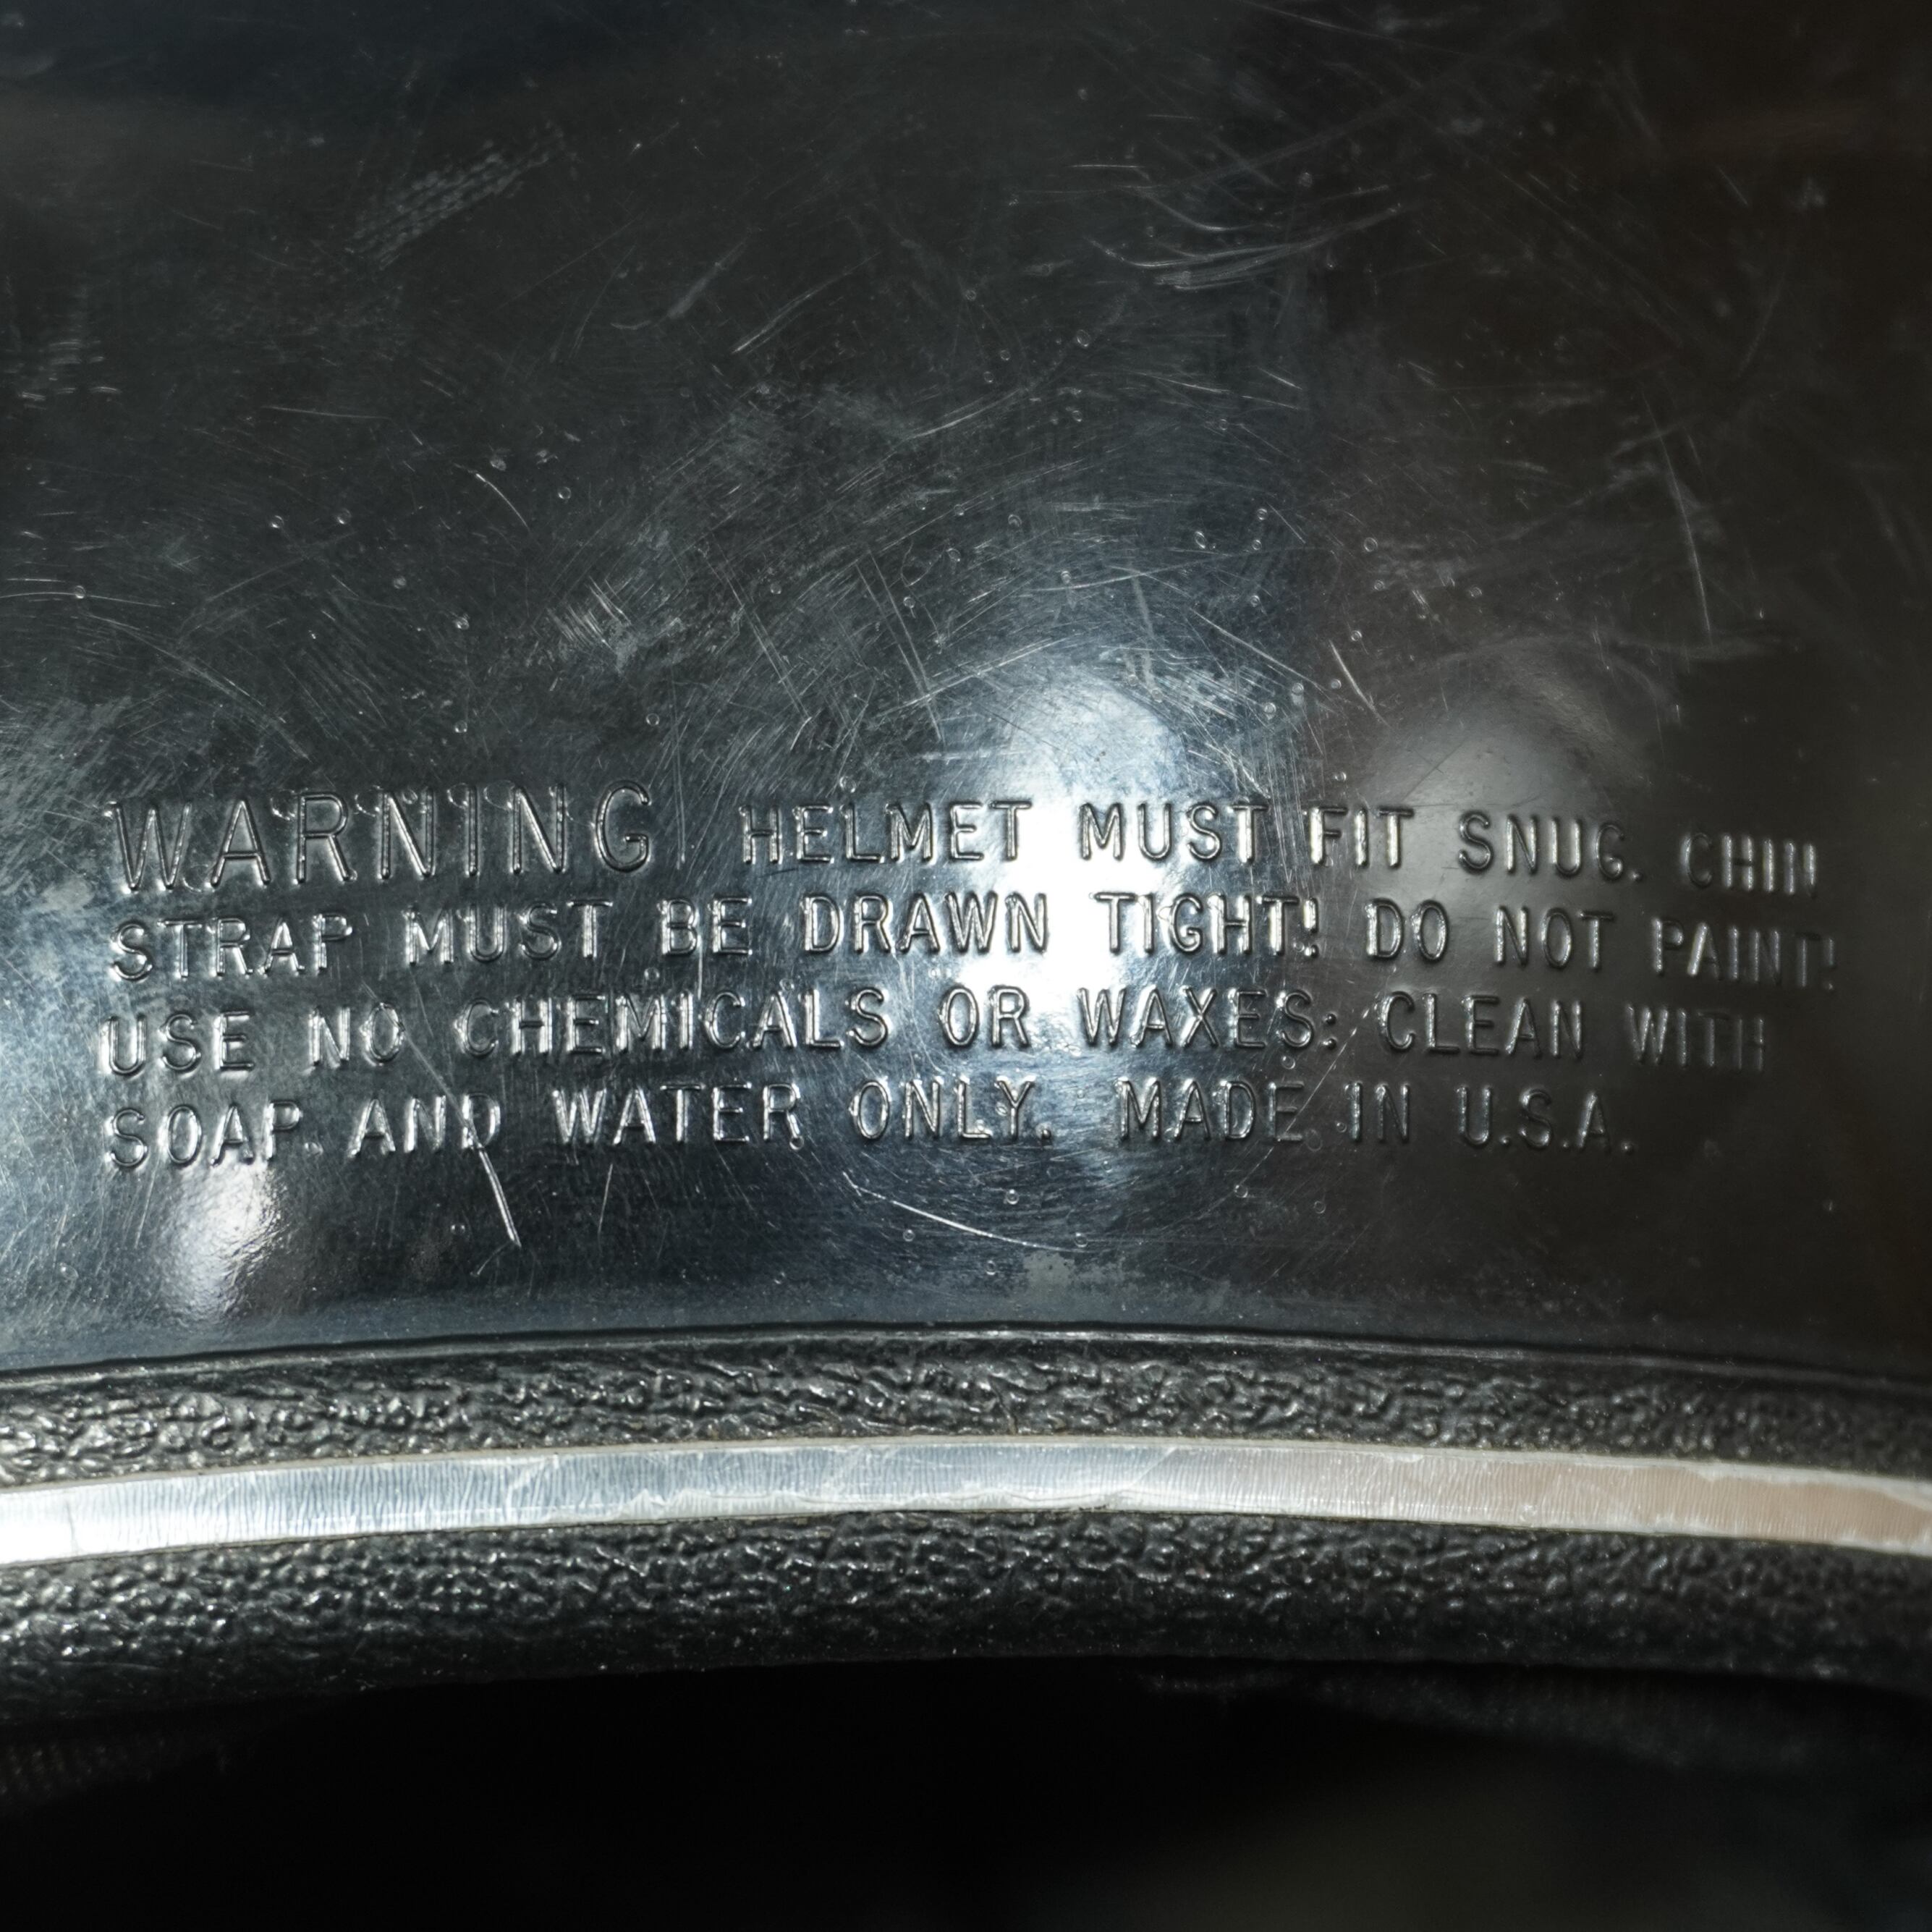 WARNING HELMET MUST FIT SNUG. CHIN
STRAP MUST BE DRAWN TIGHT! DO NOT PAINT!
USE NO CHEMICALS OR WAXES: CLEAN WITH
SOAP AND WATER ONLY. MADE IN U.S.A.